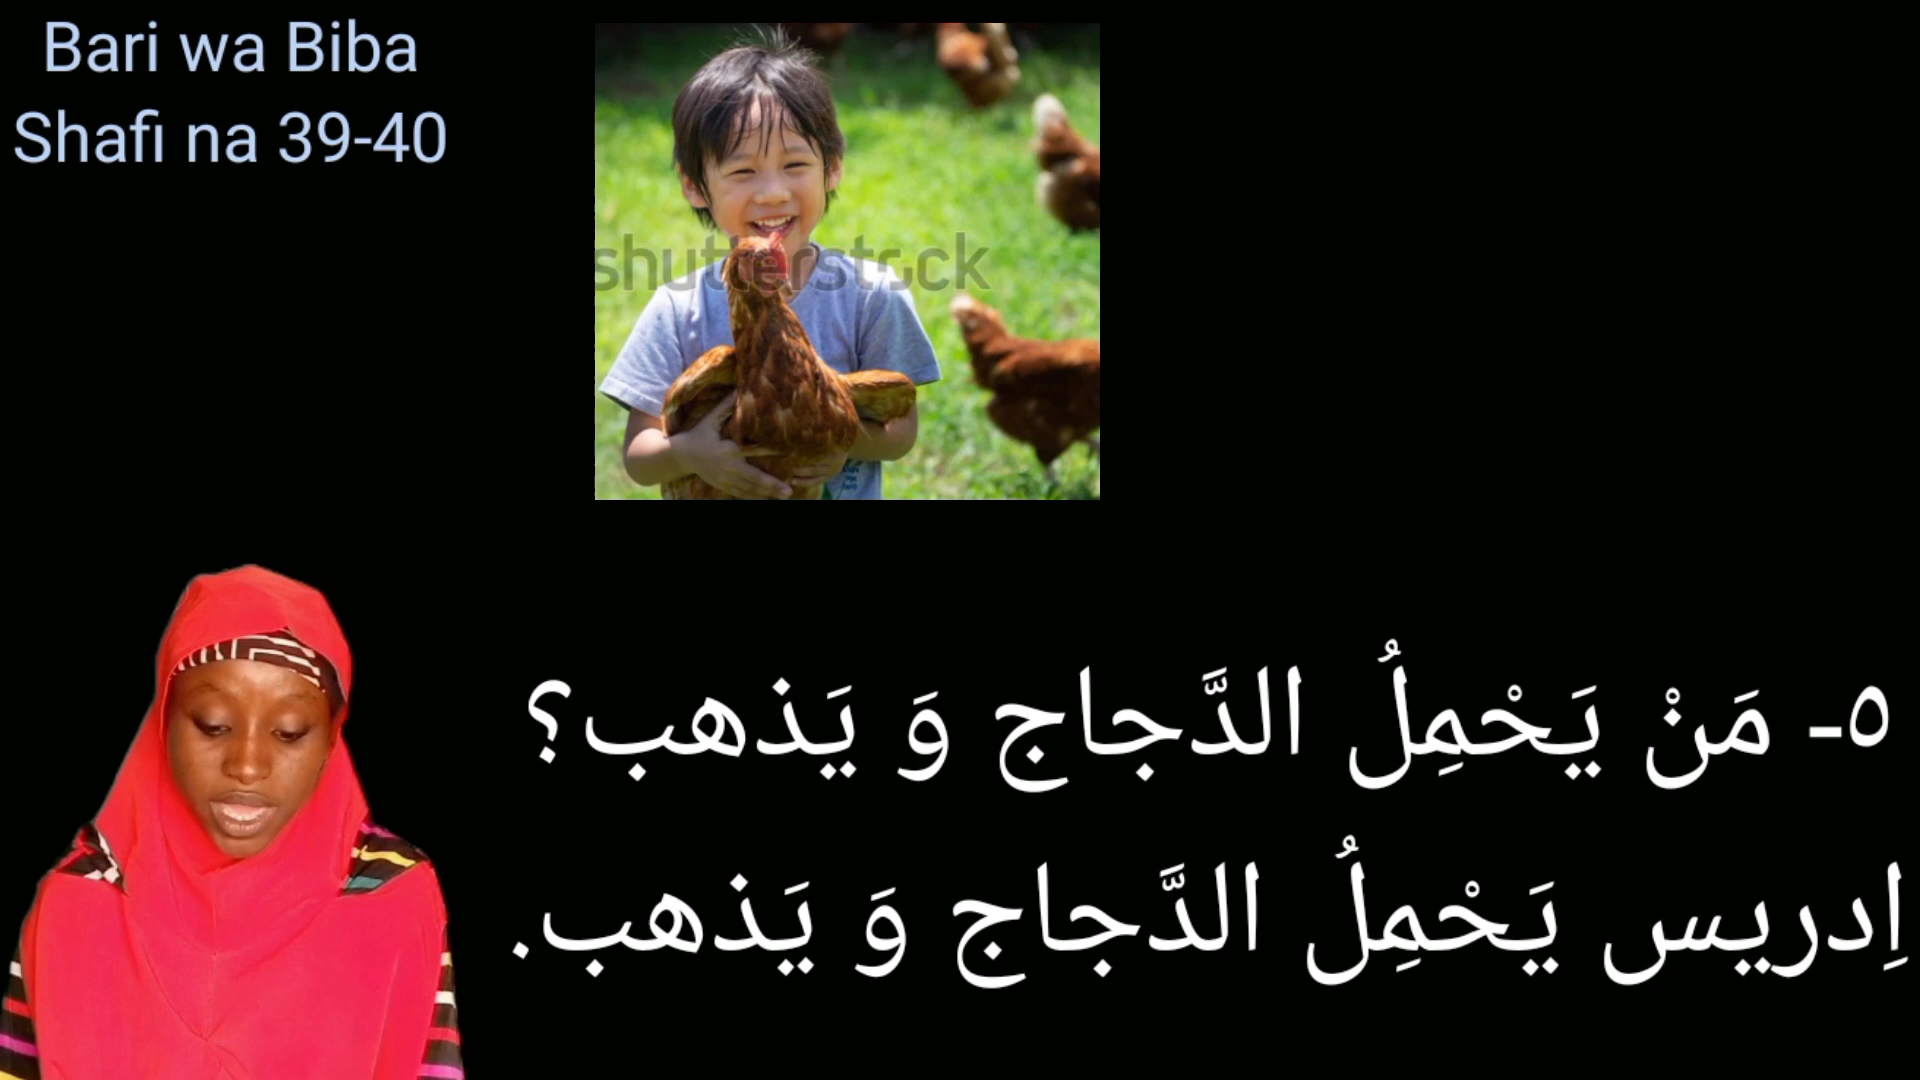 Bari wa Biba
Shafi na 39-40
shutterstock
٥- مَنْ يَحْمِلُ الدَّجاج وَ يَذهب؟
اِدريس يَحْمِلُ الدَّجاج وَ يَذهب.